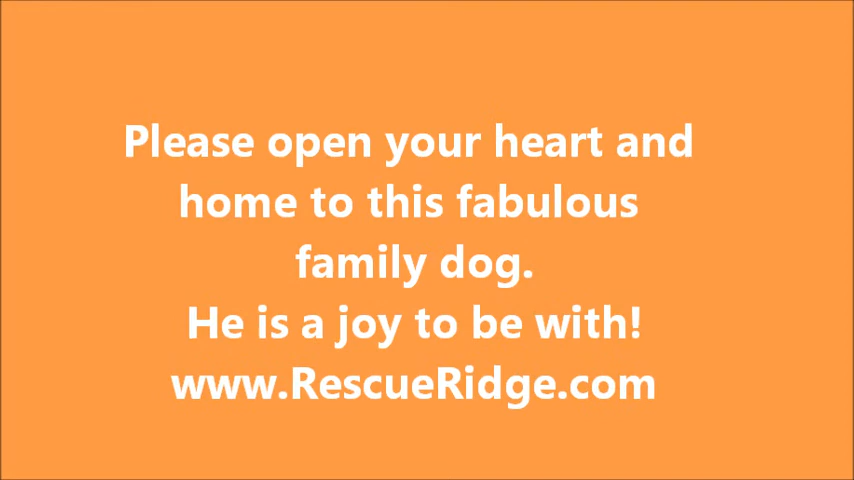 Please open your heart and
home to this fabulous
family dog.
He is a joy to be with!
www.RescueRidge.com